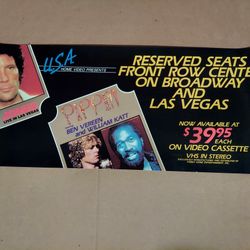 USA
HOME VIDEO PRESENTS
LIVE IN LAS VEGAS
PIPPIN
BEN VEREEN and WILLIAM KATT
RESERVED SEATS
FRONT ROW CENTER
ON BROADWAY
AND
LAS VEGAS
NOW AVAILABLE AT
$39.95
EACH
ON VIDEO CASSETTE
VHS IN STEREO